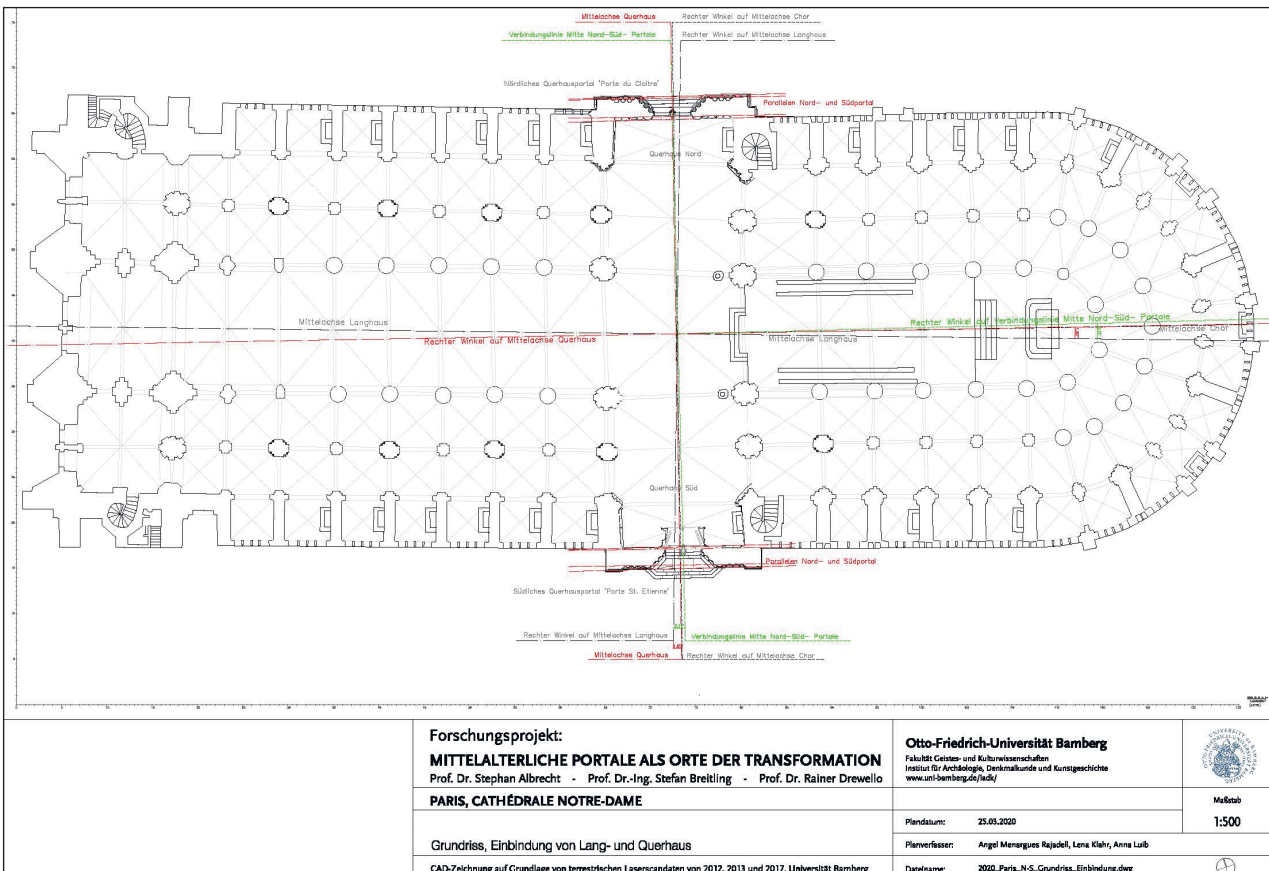 Mittelachse Querhaus
Rechter Winkel auf Mittelachse Chor
Verbindungslinie Mitte Nord-Süd- Portale
Rechter Winkel auf Mittelachse Langhaus
Nördliches Querhausportal "Porte du Cloître"
Parallelen Nord- und Südportal
Querhaus Nord
Mittelachse Langhaus
Rechter Winkel auf Verbindungslinie Mitte Nord-Süd- Portale
Mittelachse Chor
Rechter Winkel auf Mittelachse Querhaus
Mittelachse Langhaus
Querhaus Süd
Parallelen Nord- und Südportal
Südliches Querhausportal "Porte St. Etienne"
Rechter Winkel auf Mittelachse Langhaus
Verbindungslinie Mitte Nord-Süd- Portale
Mittelachse Querhaus
Rechter Winkel auf Mittelachse Chor
Forschungsprojekt:
MITTELALTERLICHE PORTALE ALS ORTE DER TRANSFORMATION
Prof. Dr. Stephan Albrecht - Prof. Dr.-Ing. Stefan Breitling - Prof. Dr. Rainer Drewello
PARIS, CATHÉDRALE NOTRE-DAME
Grundriss, Einbindung von Lang- und Querhaus
CAD-Zeichnung auf Grundlage von terrestrischen Laserscandaten von 2012, 2013 und 2017, Universität Bamberg
Otto-Friedrich-Universität Bamberg
Fakultät Geistes- und Kulturwissenschaften
Institut für Archäologie, Denkmalkunde und Kunstgeschichte
www.uni-bamberg.de/iadk/
Maßstab
1:500
Plandatum: 25.03.2020
Planverfasser: Angel Menargues Rajadell, Lena Klahr, Anna Luib
Dateiname: 2020_Paris_N-S_Grundriss_Einbindung.dwg